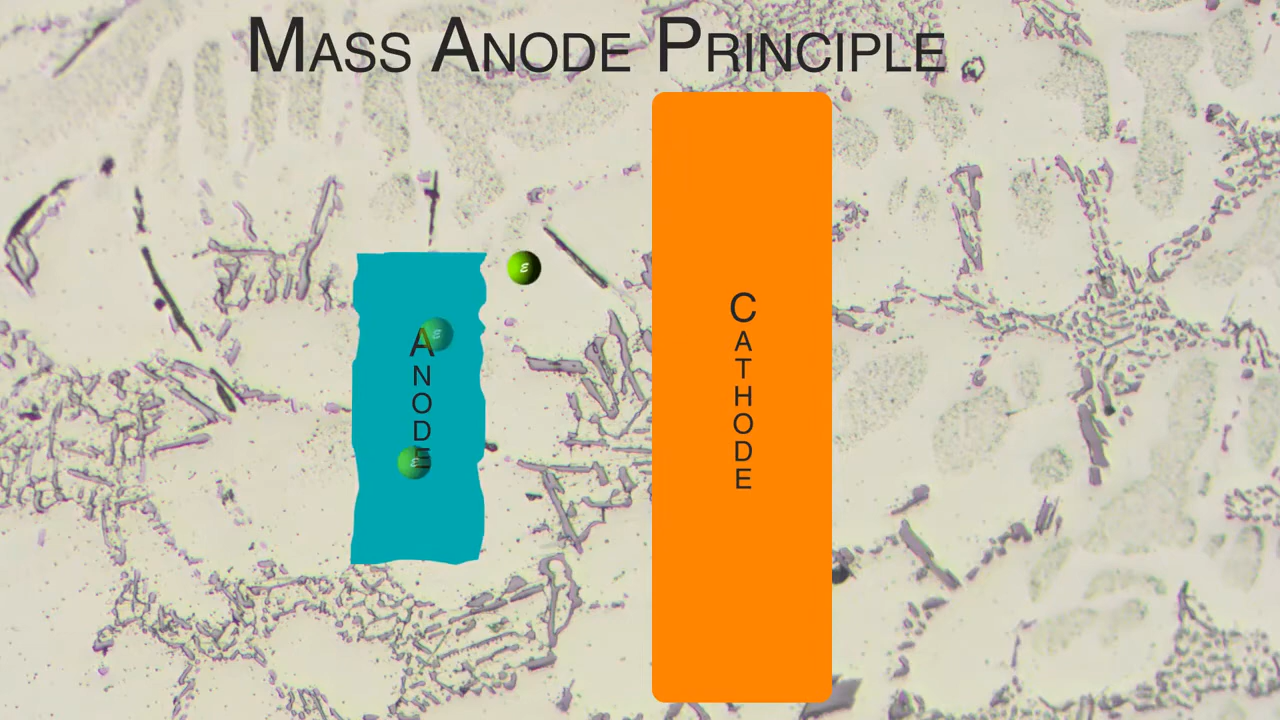 MASS ANODE PRINCIPLE
ε
ε
ANODE
ε
CATHODE